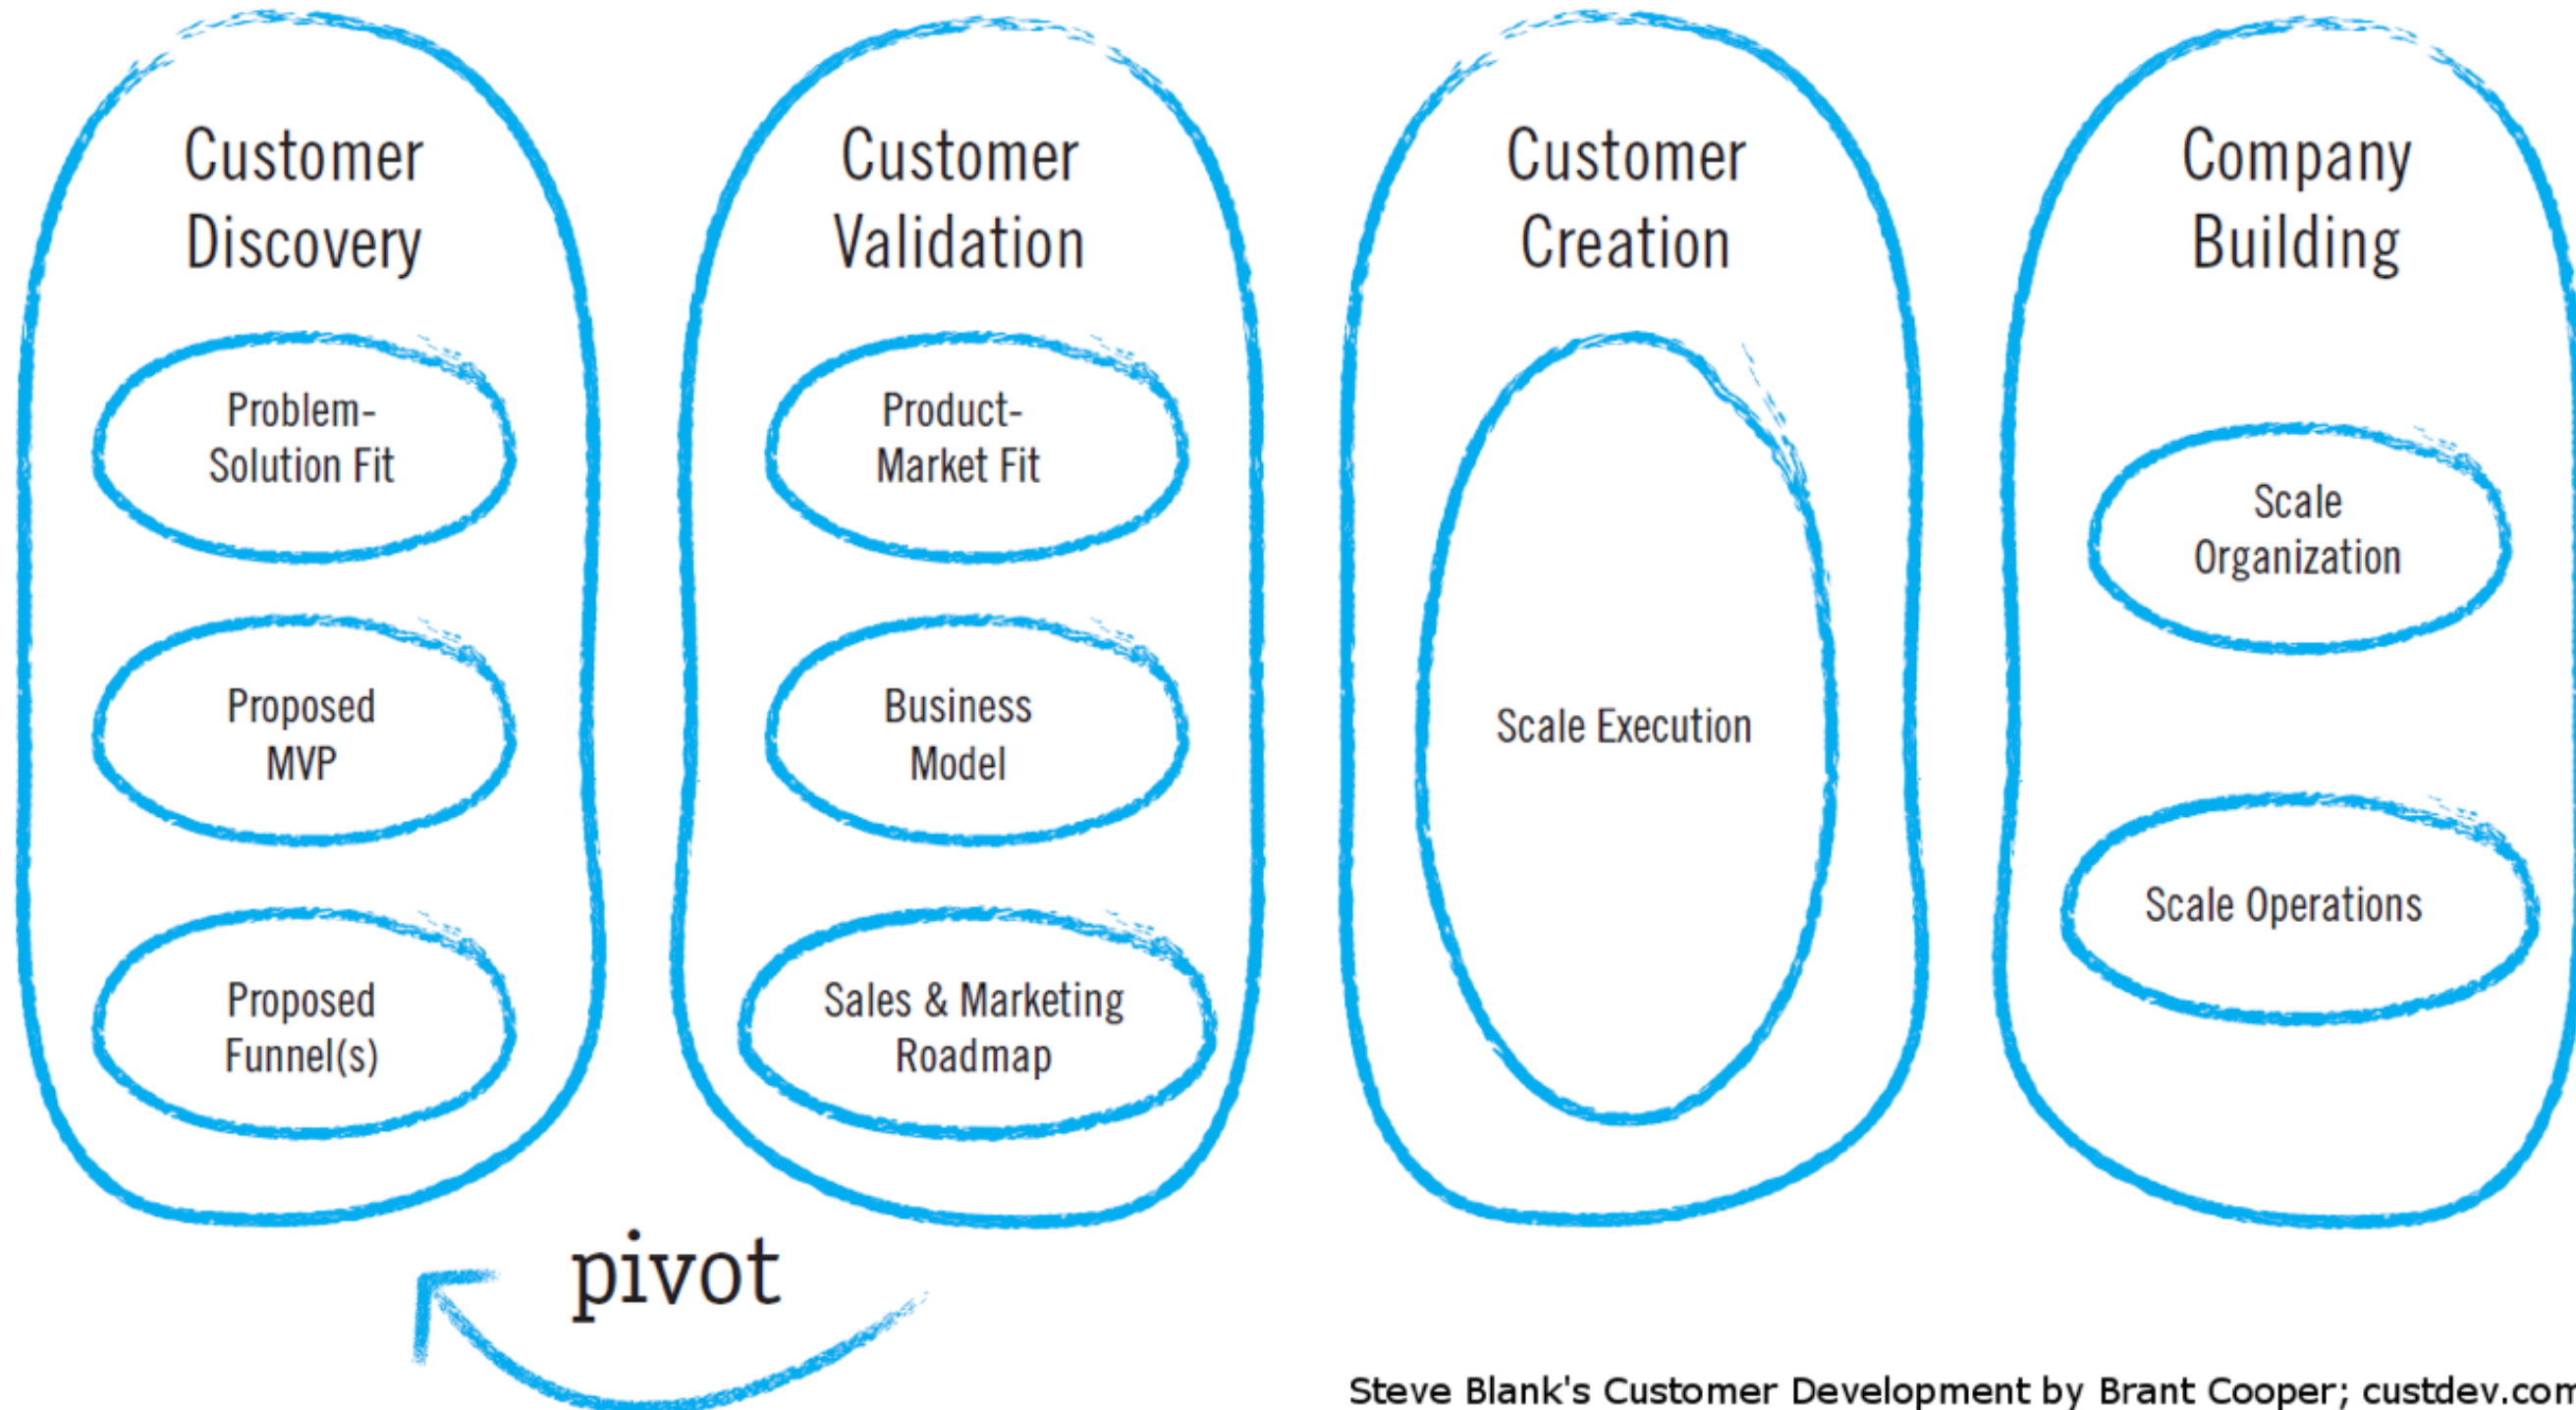 Customer
Discovery
Problem-
Solution Fit
Proposed
MVP
Proposed
Funnel(s)
Customer
Validation
Product-
Market Fit
Business
Model
Sales & Marketing
Roadmap
Customer
Creation
Scale Execution
Company
Building
Scale
Organization
Scale Operations
pivot
Steve Blank's Customer Development by Brant Cooper; custdev.com